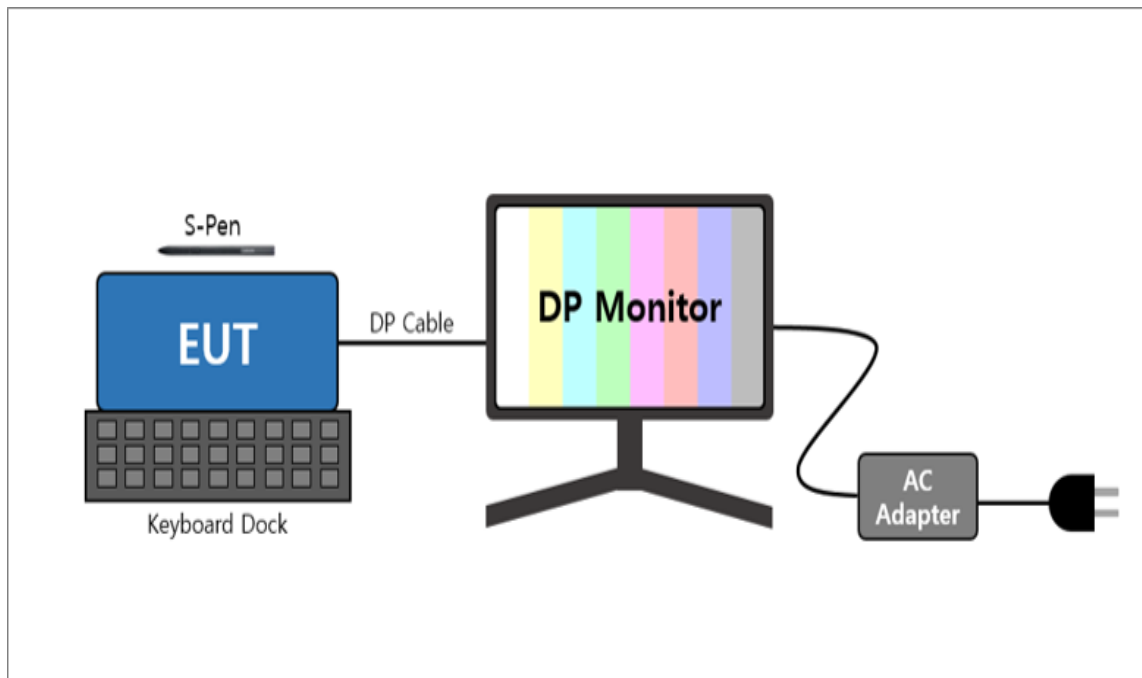 S-Pen
EUT
DP Cable
DP Monitor
Keyboard Dock
AC
Adapter